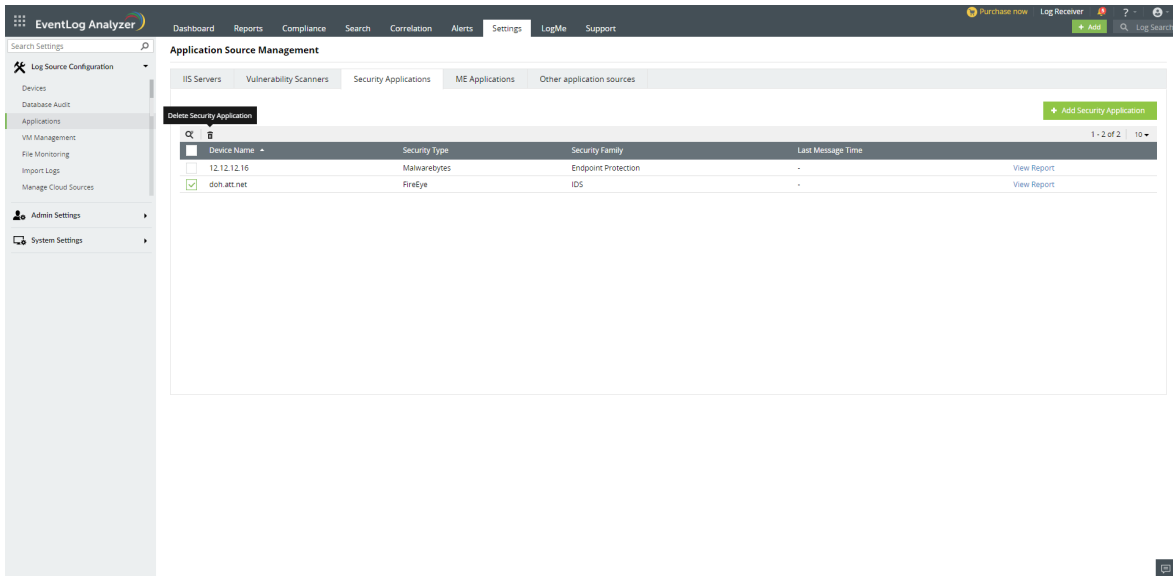 Purchase now Log Receiver ?
EventLog Analyzer
Dashboard Reports Compliance Search Correlation Alerts Settings LogMe Support
+ Add Log Search
Search Settings
Application Source Management
Log Source Configuration
Devices
Database Audit
Applications
VM Management
File Monitoring
Import Logs
Manage Cloud Sources
Admin Settings
System Settings
IIS Servers Vulnerability Scanners Security Applications ME Applications Other application sources
+ Add Security Application
Delete Security Application
1 - 2 of 2 10
Device Name Security Type Security Family Last Message Time
12.12.12.16 Malwarebytes Endpoint Protection - View Report
doh.att.net FireEye IDS - View Report